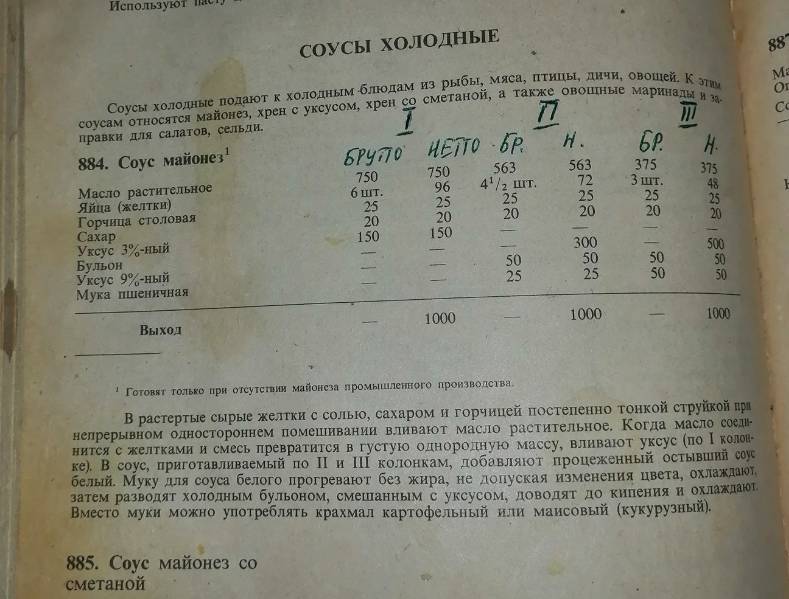 Используют пасту
СОУСЫ ХОЛОДНЫЕ
887
Соусы холодные подают к холодным блюдам из рыбы, мяса, птицы, дичи, овощей. К этим
соусам относятся майонез, хрен с уксусом, хрен со сметаной, а также овощные маринады и за-
правки для салатов, сельди.
I II III
884. Соус майонез¹ БРУТТО НЕТТО БР. Н. БР. Н.
Масло растительное 750 750 563 563 375 375
Яйца (желтки) 6 шт. 96 4¹/₂ шт. 72 3 шт. 48
Горчица столовая 25 25 25 25 25 25
Сахар 20 20 20 20 20 20
Уксус 3%-ный 150 150 — — — —
Бульон — — — 300 — 500
Уксус 9%-ный — — 50 50 50 50
Мука пшеничная — — 25 25 50 50
Выход — 1000 — 1000 — 1000
¹ Готовят только при отсутствии майонеза промышленного производства.
В растертые сырые желтки с солью, сахаром и горчицей постепенно тонкой струйкой при
непрерывном одностороннем помешивании вливают масло растительное. Когда масло соеди-
нится с желтками и смесь превратится в густую однородную массу, вливают уксус (по I колон-
ке). В соус, приготавливаемый по II и III колонкам, добавляют процеженный остывший соус
белый. Муку для соуса белого прогревают без жира, не допуская изменения цвета, охлаждают,
затем разводят холодным бульоном, смешанным с уксусом, доводят до кипения и охлаждают.
Вместо муки можно употреблять крахмал картофельный или маисовый (кукурузный).
885. Соус майонез со
сметаной